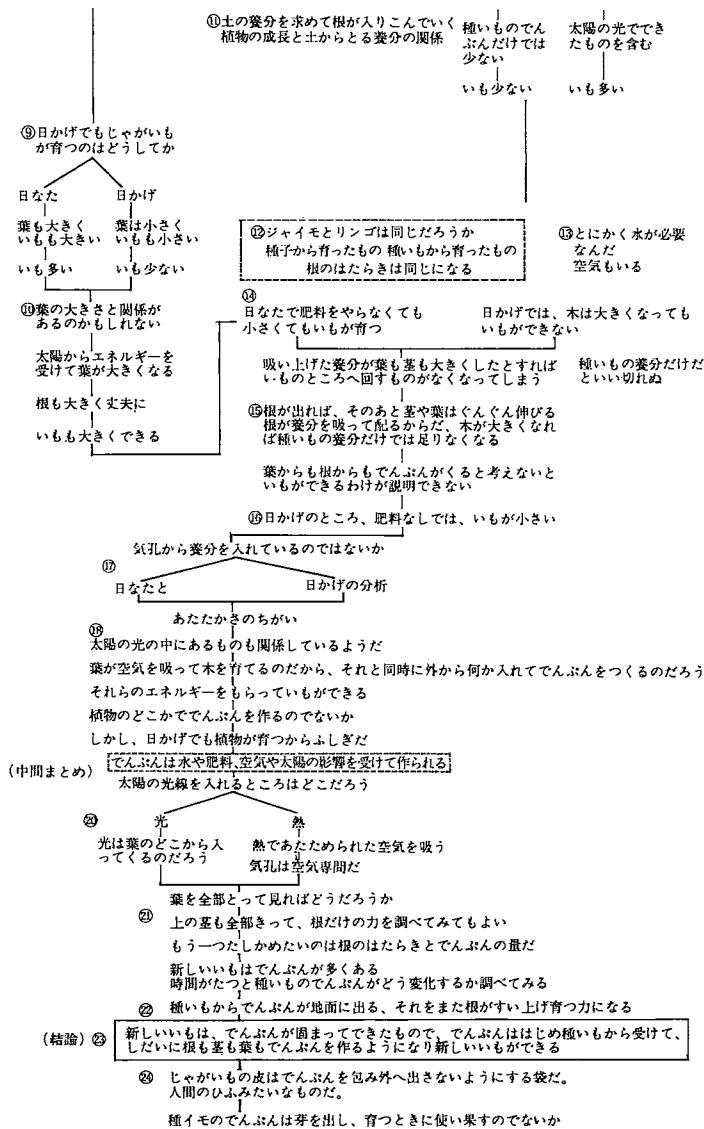 ⑪土の養分を求めて根が入りこんでいく
植物の成長と土からとる養分の関係
種いものでん
ぷんだけでは
少ない
いも少ない
太陽の光ででき
たものを含む
いも多い
⑨日かげでもじゃがいも
が育つのはどうしてか
日なた
葉も大きく
いもも大きい
いも多い
日かげ
葉は小さく
いもも小さい
いも少ない
⑩葉の大きさと関係が
あるのかもしれない
太陽からエネルギーを
受けて葉が大きくなる
根も大きく丈夫に
いもも大きくできる
⑫ジャイモとリンゴは同じだろうか
種子から育ったもの 種いもから育ったもの
根のはたらきは同じになる
⑬とにかく水が必要
なんだ
空気もいる
⑭
日なたで肥料をやらなくても
小さくてもいもが育つ
日かげでは、木は大きくなっても
いもができない
吸い上げた養分が葉も茎も大きくしたとすれば
いものところへ回すものがなくなってしまう
種いもの養分だけだ
といい切れぬ
⑮根が出れば、そのあと茎や葉はぐんぐん伸びる
根が養分を吸って配るからだ、木が大きくなれ
ば種いもの養分だけでは足りなくなる
葉からも根からもでんぷんがくると考えないと
いもができるわけが説明できない
⑯日かげのところ、肥料なしでは、いもが小さい
気孔から養分を入れているのではないか
⑰
日なたと
日かげの分析
あたたかさのちがい
⑱
太陽の光の中にあるものも関係しているようだ
葉が空気を吸って木を育てるのだから、それと同時に外から何か入れてでんぷんをつくるのだろう
それらのエネルギーをもらっていもができる
植物のどこかででんぷんを作るのでないか
しかし、日かげでも植物が育つからふしぎだ
(中間まとめ)
でんぷんは水や肥料、空気や太陽の影響を受けて作られる
太陽の光線を入れるところはどこだろう
⑳
光
光は葉のどこから入
ってくるのだろう
熱
熱であたためられた空気を吸う
気孔は空気専門だ
葉を全部とって見ればどうだろうか
㉑
上の茎も全部きって、根だけの力を調べてみてもよい
もう一つたしかめたいのは根のはたらきとでんぷんの量だ
新しいいもはでんぷんが多くある
時間がたつと種いものでんぷんがどう変化するか調べてみる
㉒ 種いもからでんぷんが地面に出る、それをまた根がすい上げ育つ力になる
(結論)㉓
新しいいもは、でんぷんが固まってできたもので、でんぷんははじめ種いもから受けて、
しだいに根も茎も葉もでんぷんを作るようになり新しいいもができる
㉔ じゃがいもの皮はでんぷんを包み外へ出さないようにする袋だ。
人間のひふみたいなものだ。
種イモのでんぷんは芽を出し、育つときに使い果すのでないか